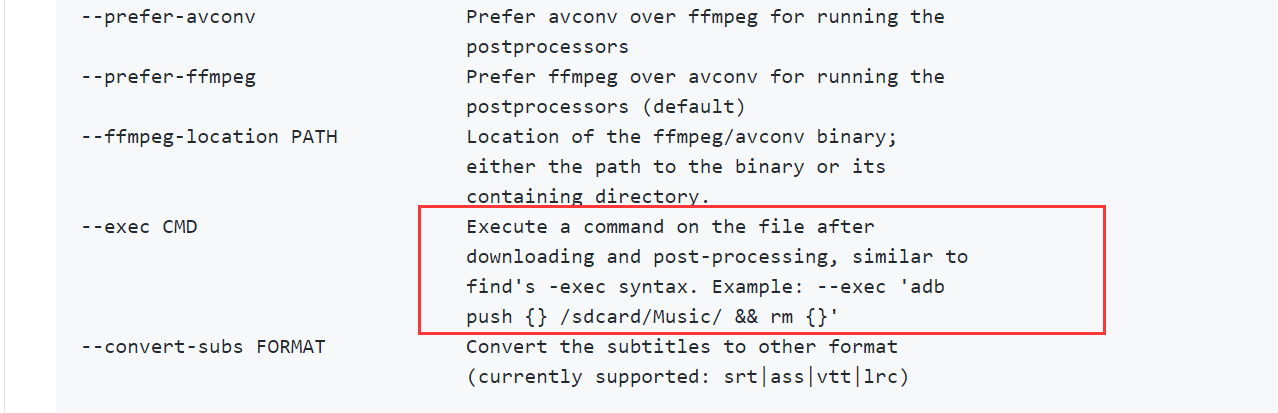 --prefer-avconv Prefer avconv over ffmpeg for running the
postprocessors
--prefer-ffmpeg Prefer ffmpeg over avconv for running the
postprocessors (default)
--ffmpeg-location PATH Location of the ffmpeg/avconv binary;
either the path to the binary or its
containing directory.
--exec CMD Execute a command on the file after
downloading and post-processing, similar to
find's -exec syntax. Example: --exec 'adb
push {} /sdcard/Music/ && rm {}'
--convert-subs FORMAT Convert the subtitles to other format
(currently supported: srt|ass|vtt|lrc)